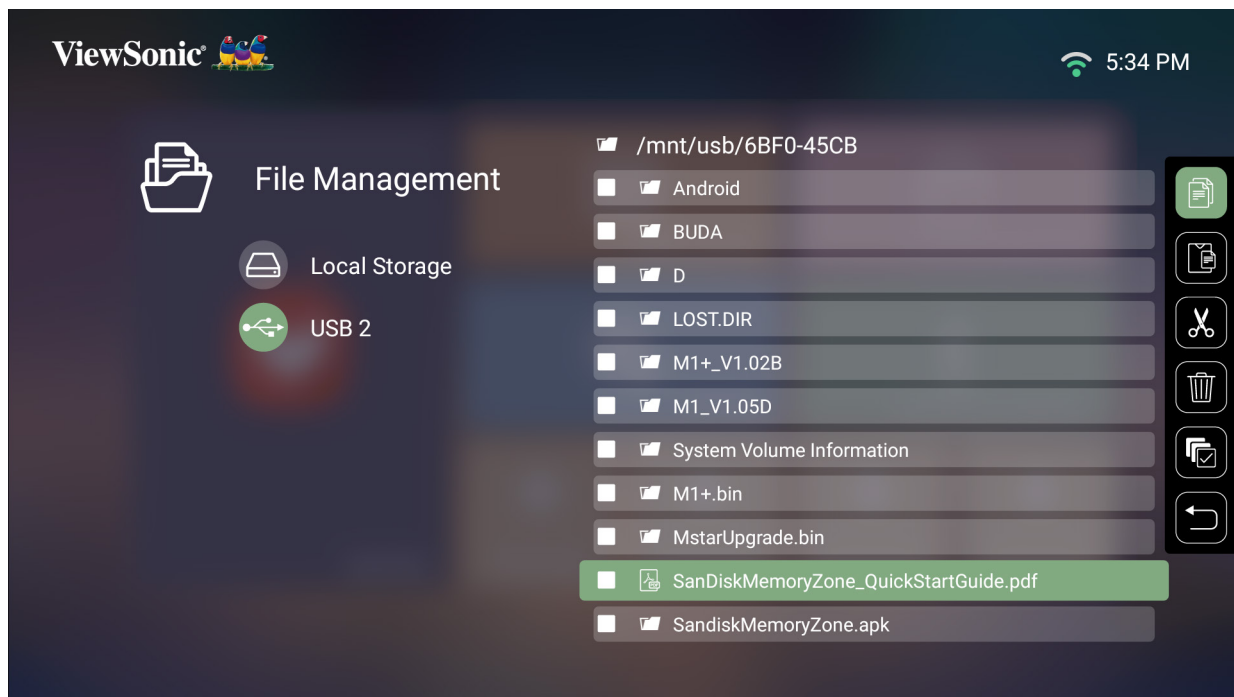 ViewSonic®
5:34 PM
File Management
Local Storage
USB 2
/mnt/usb/6BF0-45CB
Android
BUDA
D
LOST.DIR
M1+_V1.02B
M1_V1.05D
System Volume Information
M1+.bin
MstarUpgrade.bin
SanDiskMemoryZone_QuickStartGuide.pdf
SandiskMemoryZone.apk